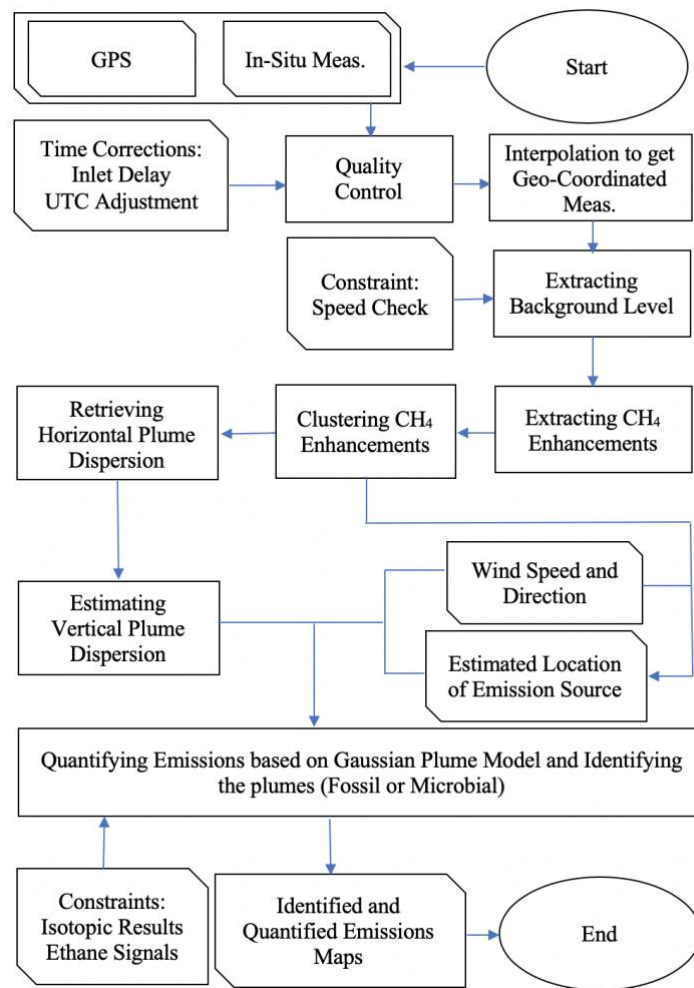 GPS
In-Situ Meas.
Start
Time Corrections:
Inlet Delay
UTC Adjustment
Quality
Control
Interpolation to get
Geo-Coordinated
Meas.
Constraint:
Speed Check
Extracting
Background Level
Retrieving
Horizontal Plume
Dispersion
Clustering CH₄
Enhancements
Extracting CH₄
Enhancements
Estimating
Vertical Plume
Dispersion
Wind Speed and
Direction
Estimated Location
of Emission Source
Quantifying Emissions based on Gaussian Plume Model and Identifying
the plumes (Fossil or Microbial)
Constraints:
Isotopic Results
Ethane Signals
Identified and
Quantified Emissions
Maps
End